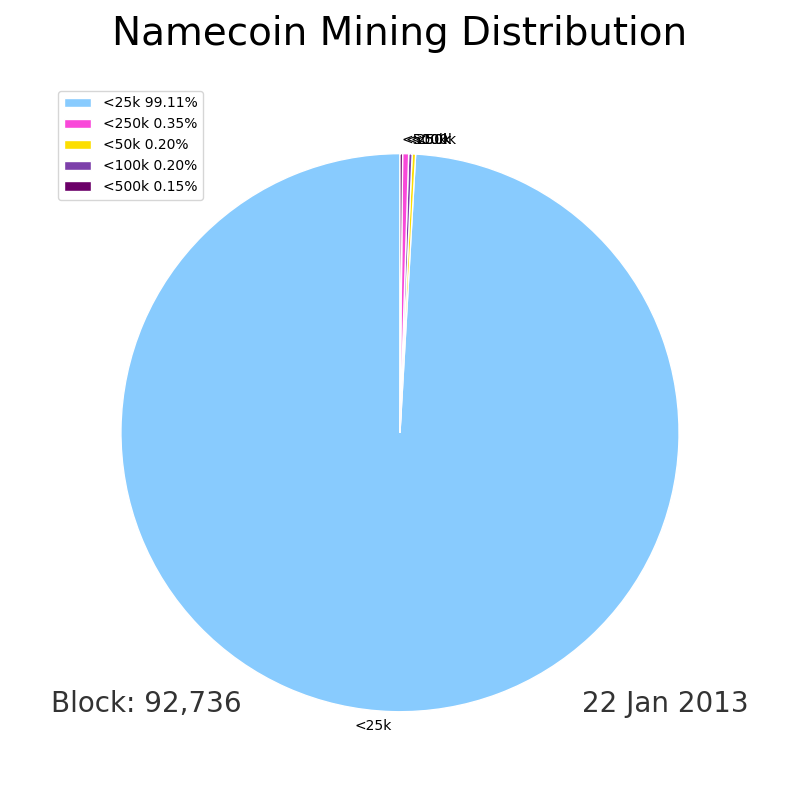 Namecoin Mining Distribution
<25k 99.11%
<250k 0.35%
<50k 0.20%
<100k 0.20%
<500k 0.15%
Block: 92,736
22 Jan 2013
<25k